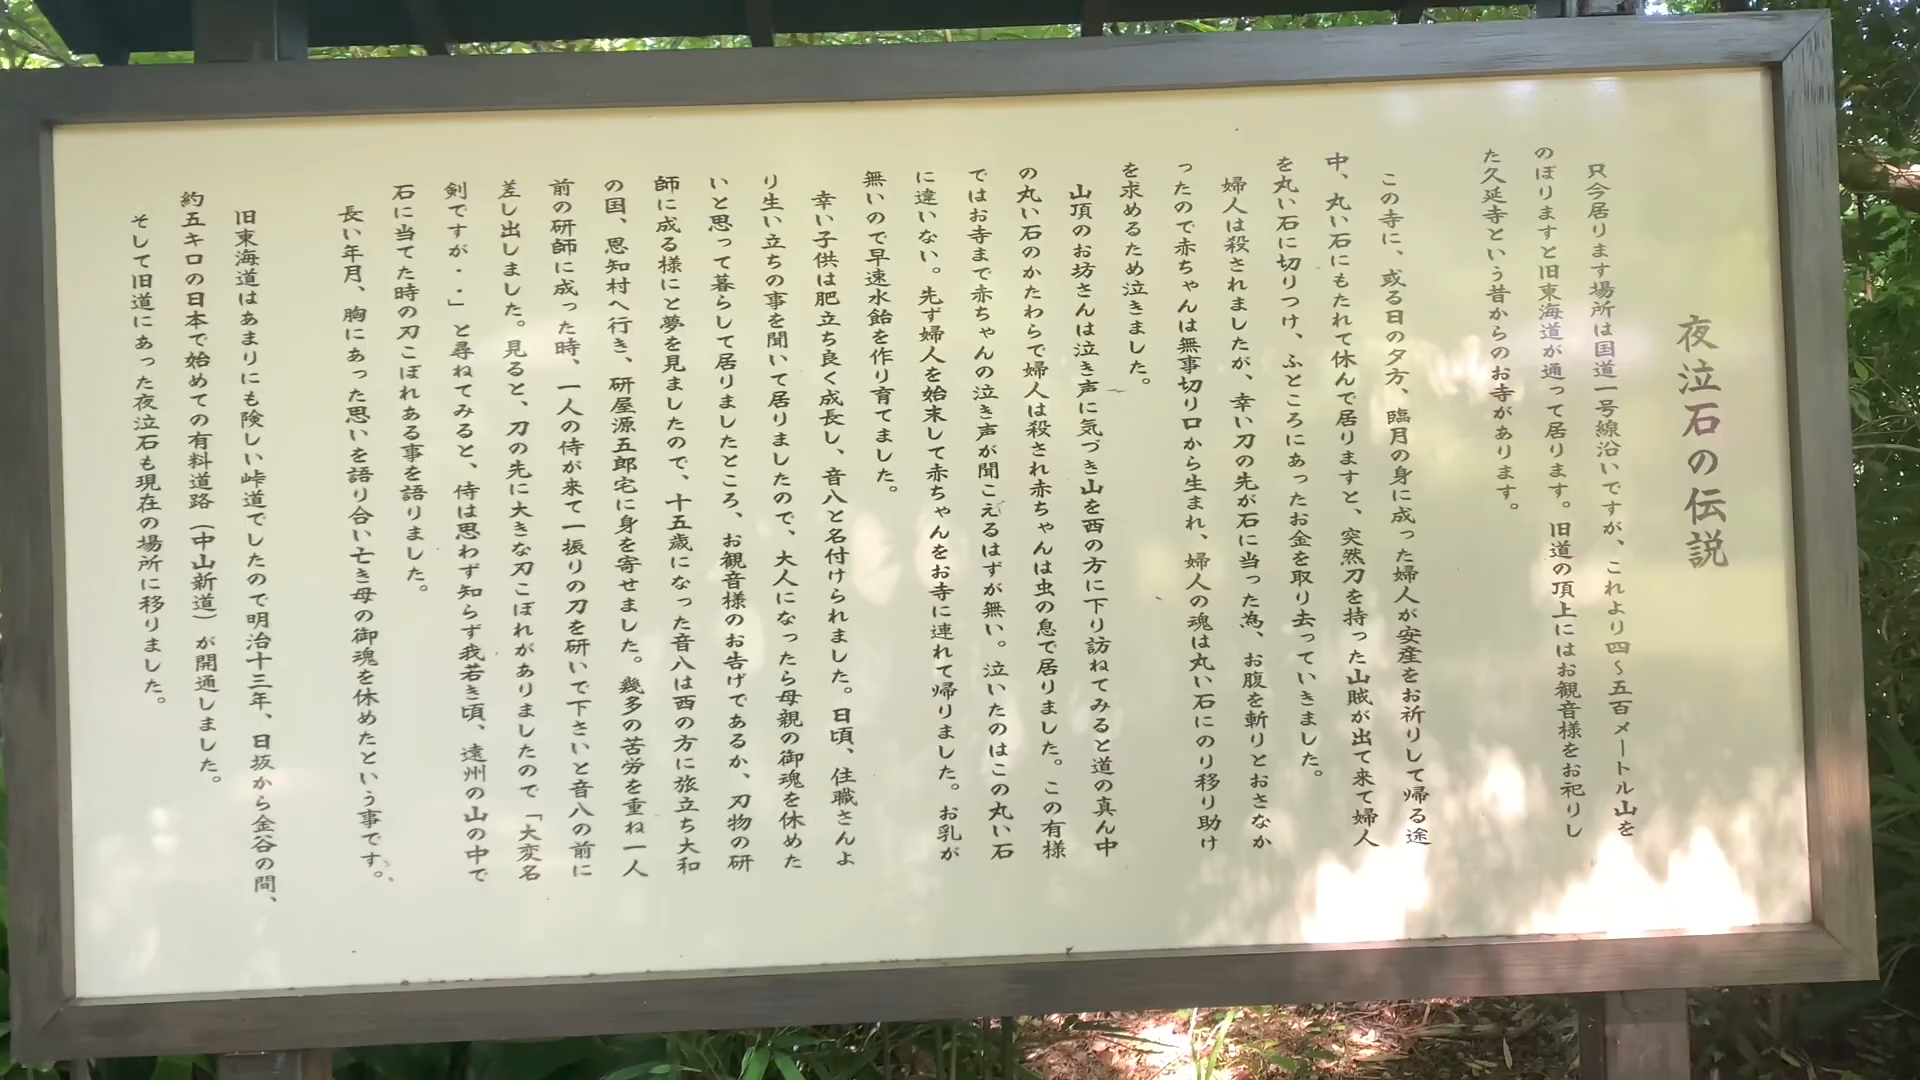 夜泣石の伝説
只今居ります場所は国道一号線沿いですが、これより四～五百メートル山を
のぼりますと旧東海道が通って居ります。旧道の頂上にはお観音様をお祀りし
た久延寺という昔からのお寺があります。
この寺に、或る日の夕方、臨月の身に成った婦人が安産をお祈りして帰る途
中、丸い石にもたれて休んで居りますと、突然刀を持った山賊が出て来て婦人
を丸い石に切りつけ、ふところにあったお金を取り去っていきました。
婦人は殺されましたが、幸い刀の先が石に当った為、お腹を斬りとおさなか
ったので赤ちゃんは無事切り口から生まれ、婦人の魂は丸い石にのり移り助け
を求めるため泣きました。
山頂のお坊さんは泣き声に気づき山を西の方に下り訪ねてみると道の真ん中
の丸い石のかたわらで婦人は殺され赤ちゃんは虫の息で居りました。この有様
ではお寺まで赤ちゃんの泣き声が聞こえるはずが無い。泣いたのはこの丸い石
に違いない。先ず婦人を始末して赤ちゃんをお寺に連れて帰りました。お乳が
無いので早速水飴を作り育てました。
幸い子供は肥立ち良く成長し、音八と名付けられました。日頃、住職さんよ
り生い立ちの事を聞いて居りましたので、大人になったら母親の御魂を休めた
いと思って暮らして居りましたところ、お観音様のお告げであるか、刃物の研
師に成る様にと夢を見ましたので、十五歳になった音八は西の方に旅立ち大和
の国、恩知村へ行き、研屋源五郎宅に身を寄せました。幾多の苦労を重ね一人
前の研師に成った時、一人の侍が来て一振りの刀を研いで下さいと音八の前に
差し出しました。見ると、刀の先に大きな刃こぼれがありましたので「大変名
剣ですが・・」と尋ねてみると、侍は思わず知らず我若き頃、遠州の山の中で
石に当てた時の刃こぼれある事を語りました。
長い年月、胸にあった思いを語り合い亡き母の御魂を休めたという事です。
旧東海道はあまりにも険しい峠道でしたので明治十三年、日坂から金谷の間、
約五キロの日本で始めての有料道路（中山新道）が開通しました。
そして旧道にあった夜泣石も現在の場所に移りました。